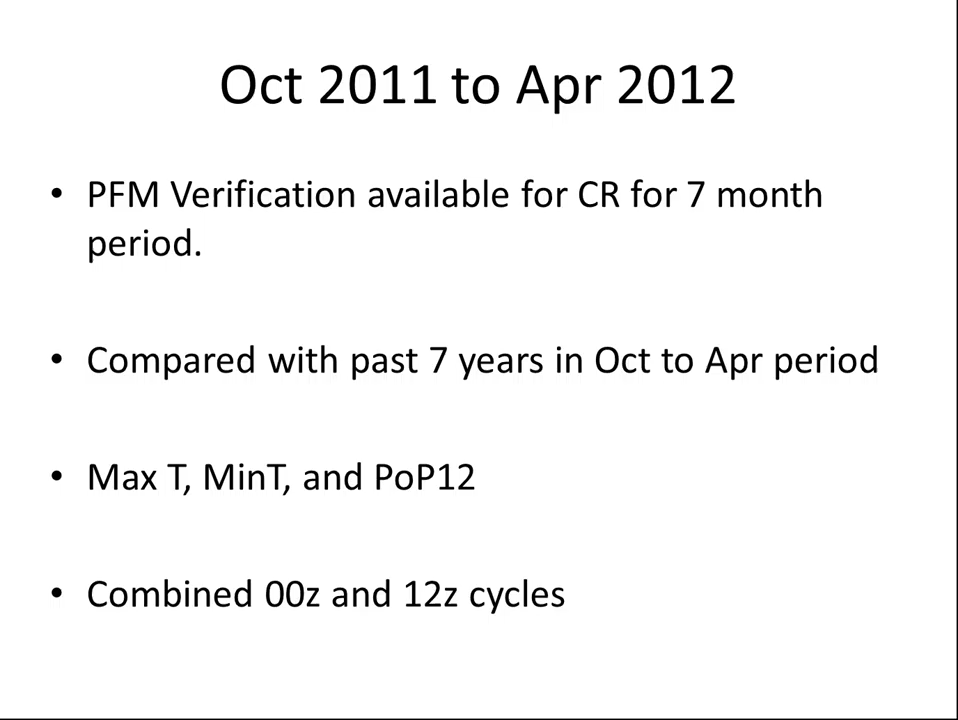 Oct 2011 to Apr 2012
• PFM Verification available for CR for 7 month
period.
• Compared with past 7 years in Oct to Apr period
• Max T, MinT, and PoP12
• Combined 00z and 12z cycles